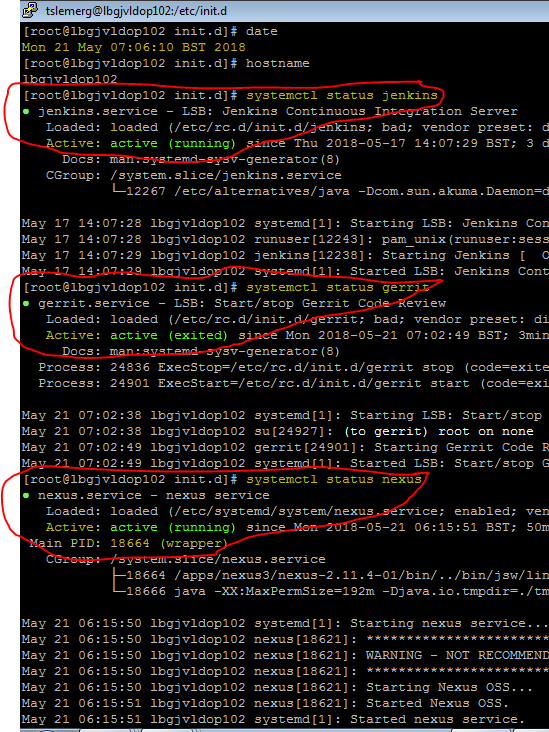 tslemerg@lbgjvldop102:/etc/init.d
[root@lbgjvldop102 init.d]# date
Mon 21 May 07:06:10 BST 2018
[root@lbgjvldop102 init.d]# hostname
lbgjvldop102
[root@lbgjvldop102 init.d]# systemctl status jenkins
● jenkins.service - LSB: Jenkins Continuous Integration Server
Loaded: loaded (/etc/rc.d/init.d/jenkins; bad; vendor preset: d
Active: active (running) since Thu 2018-05-17 14:07:29 BST; 3 d
Docs: man:systemd-sysv-generator(8)
CGroup: /system.slice/jenkins.service
└─12267 /etc/alternatives/java -Dcom.sun.akuma.Daemon=d
May 17 14:07:28 lbgjvldop102 systemd[1]: Starting LSB: Jenkins Cont
May 17 14:07:28 lbgjvldop102 runuser[12243]: pam_unix(runuser:sess
May 17 14:07:29 lbgjvldop102 jenkins[12238]: Starting Jenkins [  O
May 17 14:07:29 lbgjvldop102 systemd[1]: Started LSB: Jenkins Cont
[root@lbgjvldop102 init.d]# systemctl status gerrit
● gerrit.service - LSB: Start/stop Gerrit Code Review
Loaded: loaded (/etc/rc.d/init.d/gerrit; bad; vendor preset: di
Active: active (exited) since Mon 2018-05-21 07:02:49 BST; 3min
Docs: man:systemd-sysv-generator(8)
Process: 24836 ExecStop=/etc/rc.d/init.d/gerrit stop (code=exite
Process: 24901 ExecStart=/etc/rc.d/init.d/gerrit start (code=exi
May 21 07:02:38 lbgjvldop102 systemd[1]: Starting LSB: Start/stop
May 21 07:02:38 lbgjvldop102 su[24927]: (to gerrit) root on none
May 21 07:02:49 lbgjvldop102 gerrit[24901]: Starting Gerrit Code R
May 21 07:02:49 lbgjvldop102 systemd[1]: Started LSB: Start/stop G
[root@lbgjvldop102 init.d]# systemctl status nexus
● nexus.service - nexus service
Loaded: loaded (/etc/systemd/system/nexus.service; enabled; ven
Active: active (running) since Mon 2018-05-21 06:15:51 BST; 50m
Main PID: 18664 (wrapper)
CGroup: /system.slice/nexus.service
├─18664 /apps/nexus3/nexus-2.11.4-01/bin/../bin/jsw/lin
└─18666 java -XX:MaxPermSize=192m -Djava.io.tmpdir=./tm
May 21 06:15:50 lbgjvldop102 systemd[1]: Starting nexus service...
May 21 06:15:50 lbgjvldop102 nexus[18621]: ***********************
May 21 06:15:50 lbgjvldop102 nexus[18621]: WARNING - NOT RECOMMEND
May 21 06:15:50 lbgjvldop102 nexus[18621]: ***********************
May 21 06:15:50 lbgjvldop102 nexus[18621]: Starting Nexus OSS...
May 21 06:15:51 lbgjvldop102 nexus[18621]: Started Nexus OSS.
May 21 06:15:51 lbgjvldop102 systemd[1]: Started nexus service.